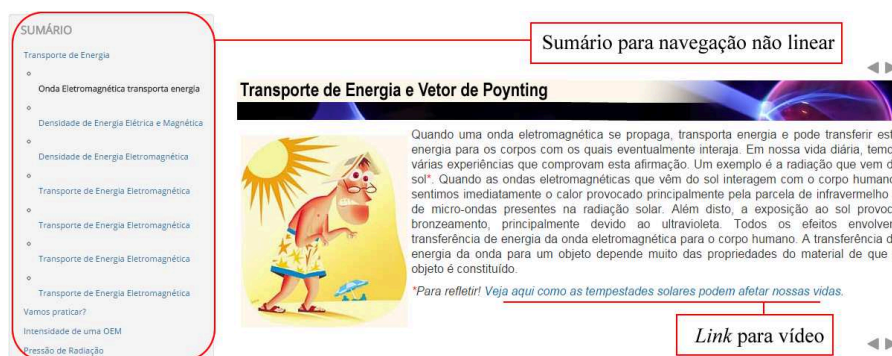 SUMÁRIO
Transporte de Energia
Onda Eletromagnética transporta energia
Densidade de Energia Elétrica e Magnética
Densidade de Energia Eletromagnética
Transporte de Energia Eletromagnética
Transporte de Energia Eletromagnética
Transporte de Energia Eletromagnética
Transporte de Energia Eletromagnética
Vamos praticar?
Intensidade de uma OEM
Pressão de Radiação
Sumário para navegação não linear
Transporte de Energia e Vetor de Poynting
Quando uma onda eletromagnética se propaga, transporta energia e pode transferir est
energia para os corpos com os quais eventualmente interaja. Em nossa vida diária, temo
várias experiências que comprovam esta afirmação. Um exemplo é a radiação que vem d
sol*. Quando as ondas eletromagnéticas que vêm do sol interagem com o corpo humano
sentimos imediatamente o calor provocado principalmente pela parcela de infravermelho
de micro-ondas presentes na radiação solar. Além disto, a exposição ao sol provoc
bronzeamento, principalmente devido ao ultravioleta. Todos os efeitos envolver
transferência de energia da onda eletromagnética para o corpo humano. A transferência d
energia da onda para um objeto depende muito das propriedades do material de que
objeto é constituído.
*Para refletir! Veja aqui como as tempestades solares podem afetar nossas vidas.
Link para vídeo